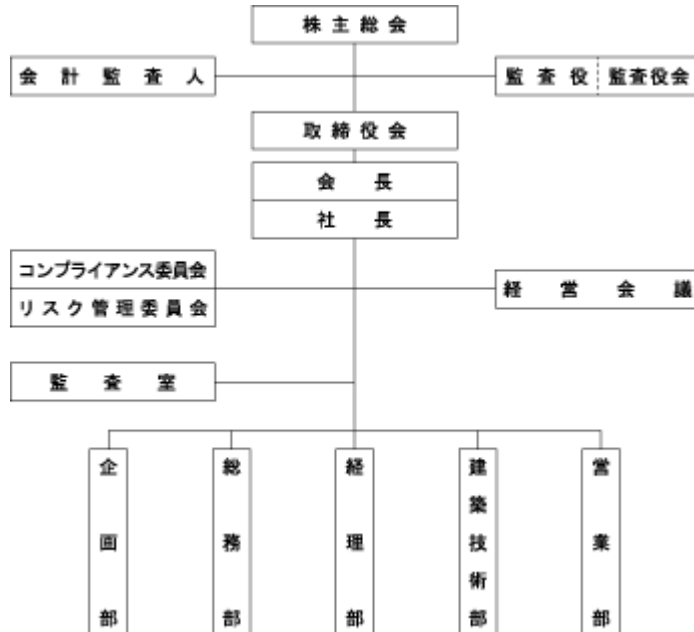 株主総会
会計監査人
監査役 監査役会
取締役会
会長
社長
コンプライアンス委員会
リスク管理委員会
経営会議
監査室
企画部
総務部
経理部
建築技術部
営業部